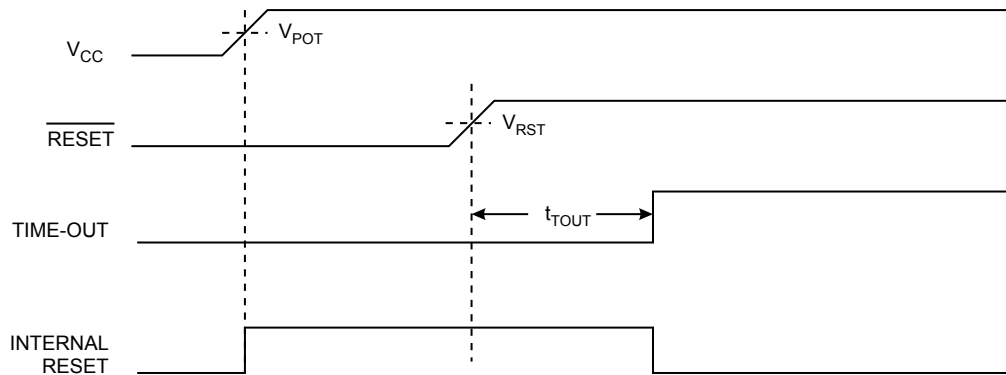 VCC
VPOT
RESET
VRST
TIME-OUT
tTOUT
INTERNAL
RESET